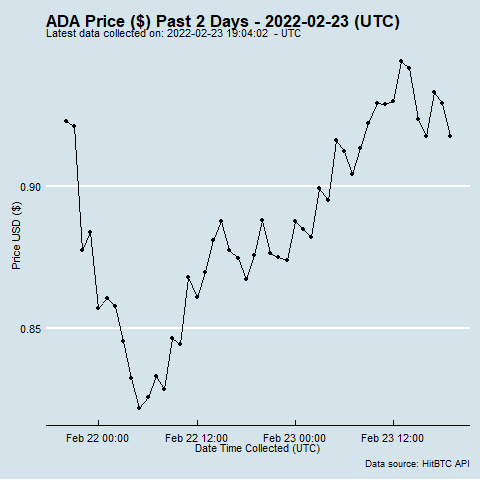 ADA Price ($) Past 2 Days - 2022-02-23 (UTC)
Latest data collected on: 2022-02-23 19:04:02 - UTC
0.90
Price USD ($)
0.85
Feb 22 00:00 Feb 22 12:00 Feb 23 00:00 Feb 23 12:00
Date Time Collected (UTC)
Data source: HitBTC API